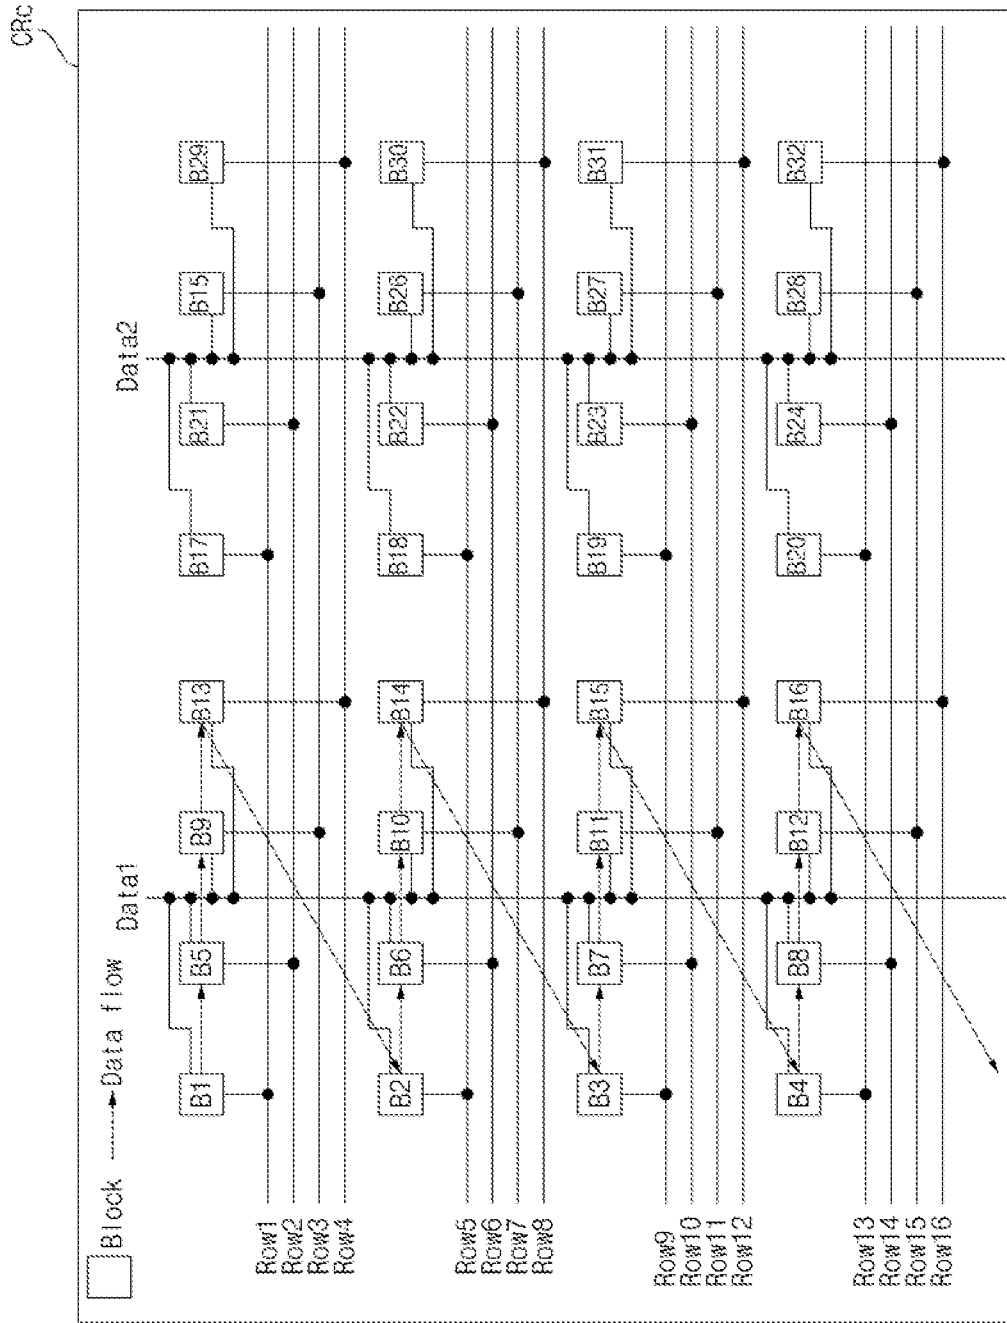 CRc
Block Data flow
Data1
Data2
B1 B5 B9 B13 B17 B21 B15 B29
Row1
Row2
Row3
Row4
B2 B6 B10 B14 B18 B22 B26 B30
Row5
Row6
Row7
Row8
B3 B7 B11 B15 B19 B23 B27 B31
Row9
Row10
Row11
Row12
B4 B8 B12 B16 B20 B24 B28 B32
Row13
Row14
Row15
Row16